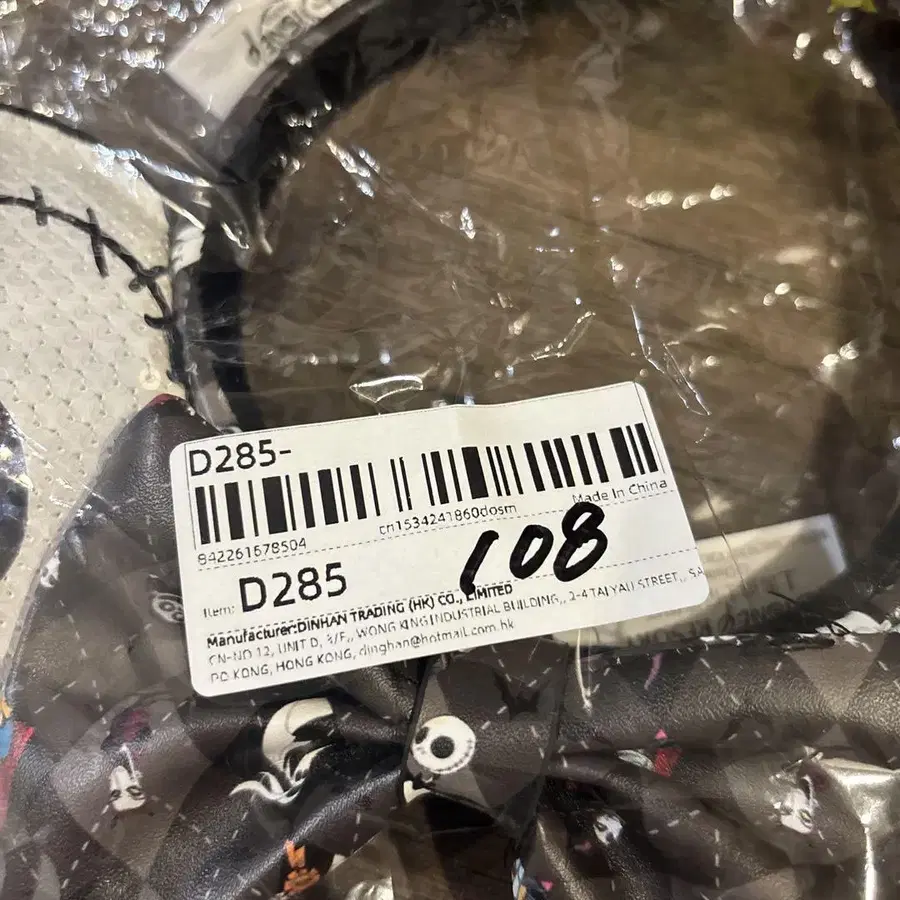 D285-
Made In China
842261678504
cn1534241860dosm
108
Item: D285
Manufacturer:DINHAN TRADING (HK) CO., LIMITED
CN-NO 12, UNIT D, 3/F., WONG KING INDUSTRIAL BUILDING,, 2-4 TAI YAU STREET,, SA
PO KONG, HONG KONG, dinghan@hotmail.com.hk